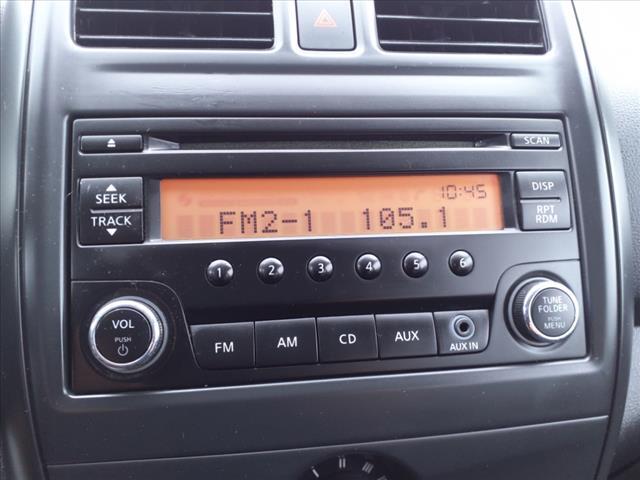 SCAN
SEEK
TRACK
10:45
FM2-1 105.1
DISP
RPT
RDM
1 2 3 4 5 6
VOL
PUSH
FM AM CD AUX
AUX IN
TUNE
FOLDER
PUSH
MENU